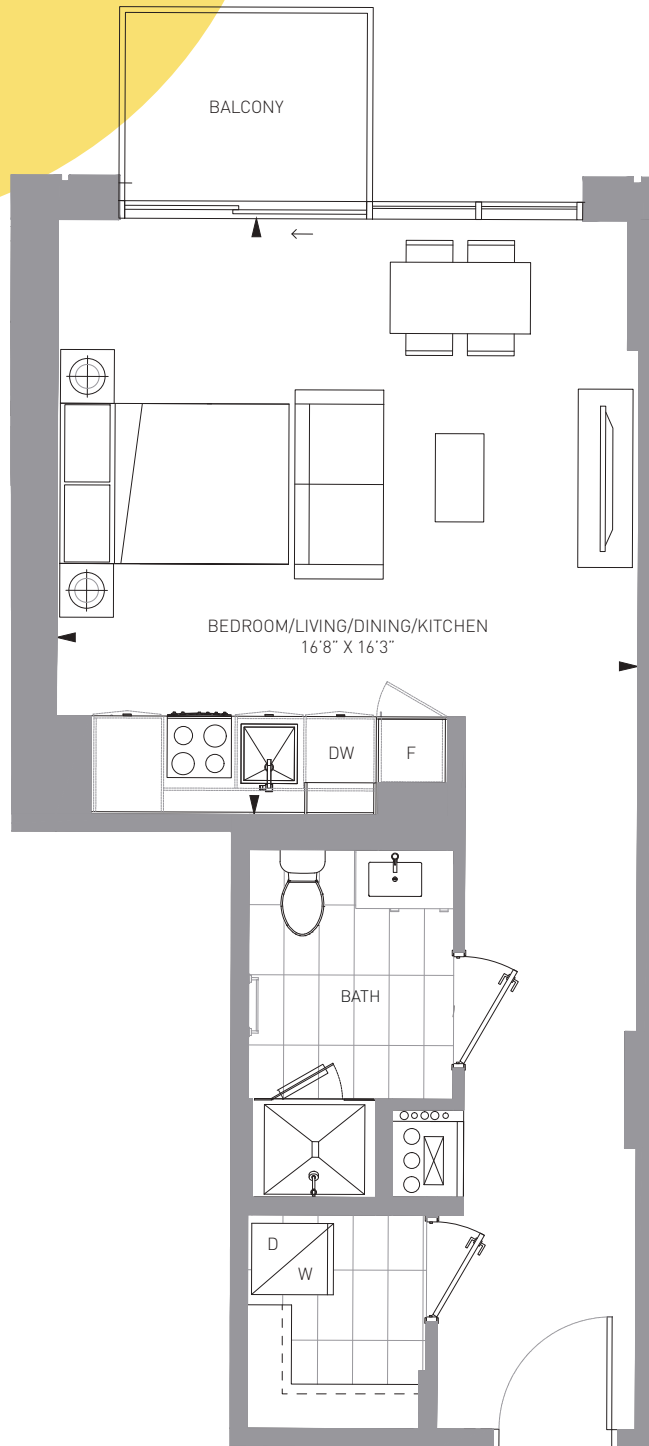 BALCONY
BEDROOM/LIVING/DINING/KITCHEN
16'8" X 16'3"
DW
F
BATH
D
W